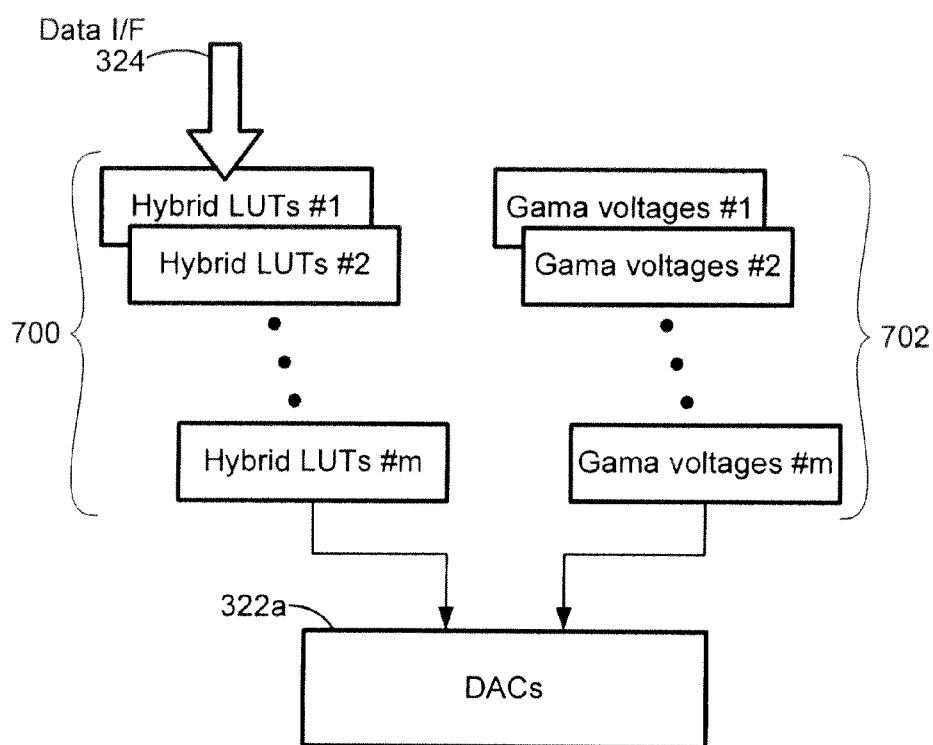 Data I/F
324
Hybrid LUTs #1
Gama voltages #1
Hybrid LUTs #2
Gama voltages #2
700
702
Hybrid LUTs #m
Gama voltages #m
322a
DACs